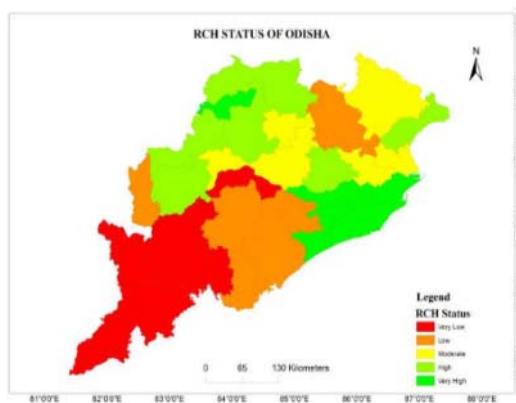 RCH STATUS OF ODISHA
N
Legend
RCH Status
Very Low
Low
Moderate
High
Very High
0 65 130 Kilometers
81°0'0"E 82°0'0"E 83°0'0"E 84°0'0"E 85°0'0"E 86°0'0"E 87°0'0"E 88°0'0"E